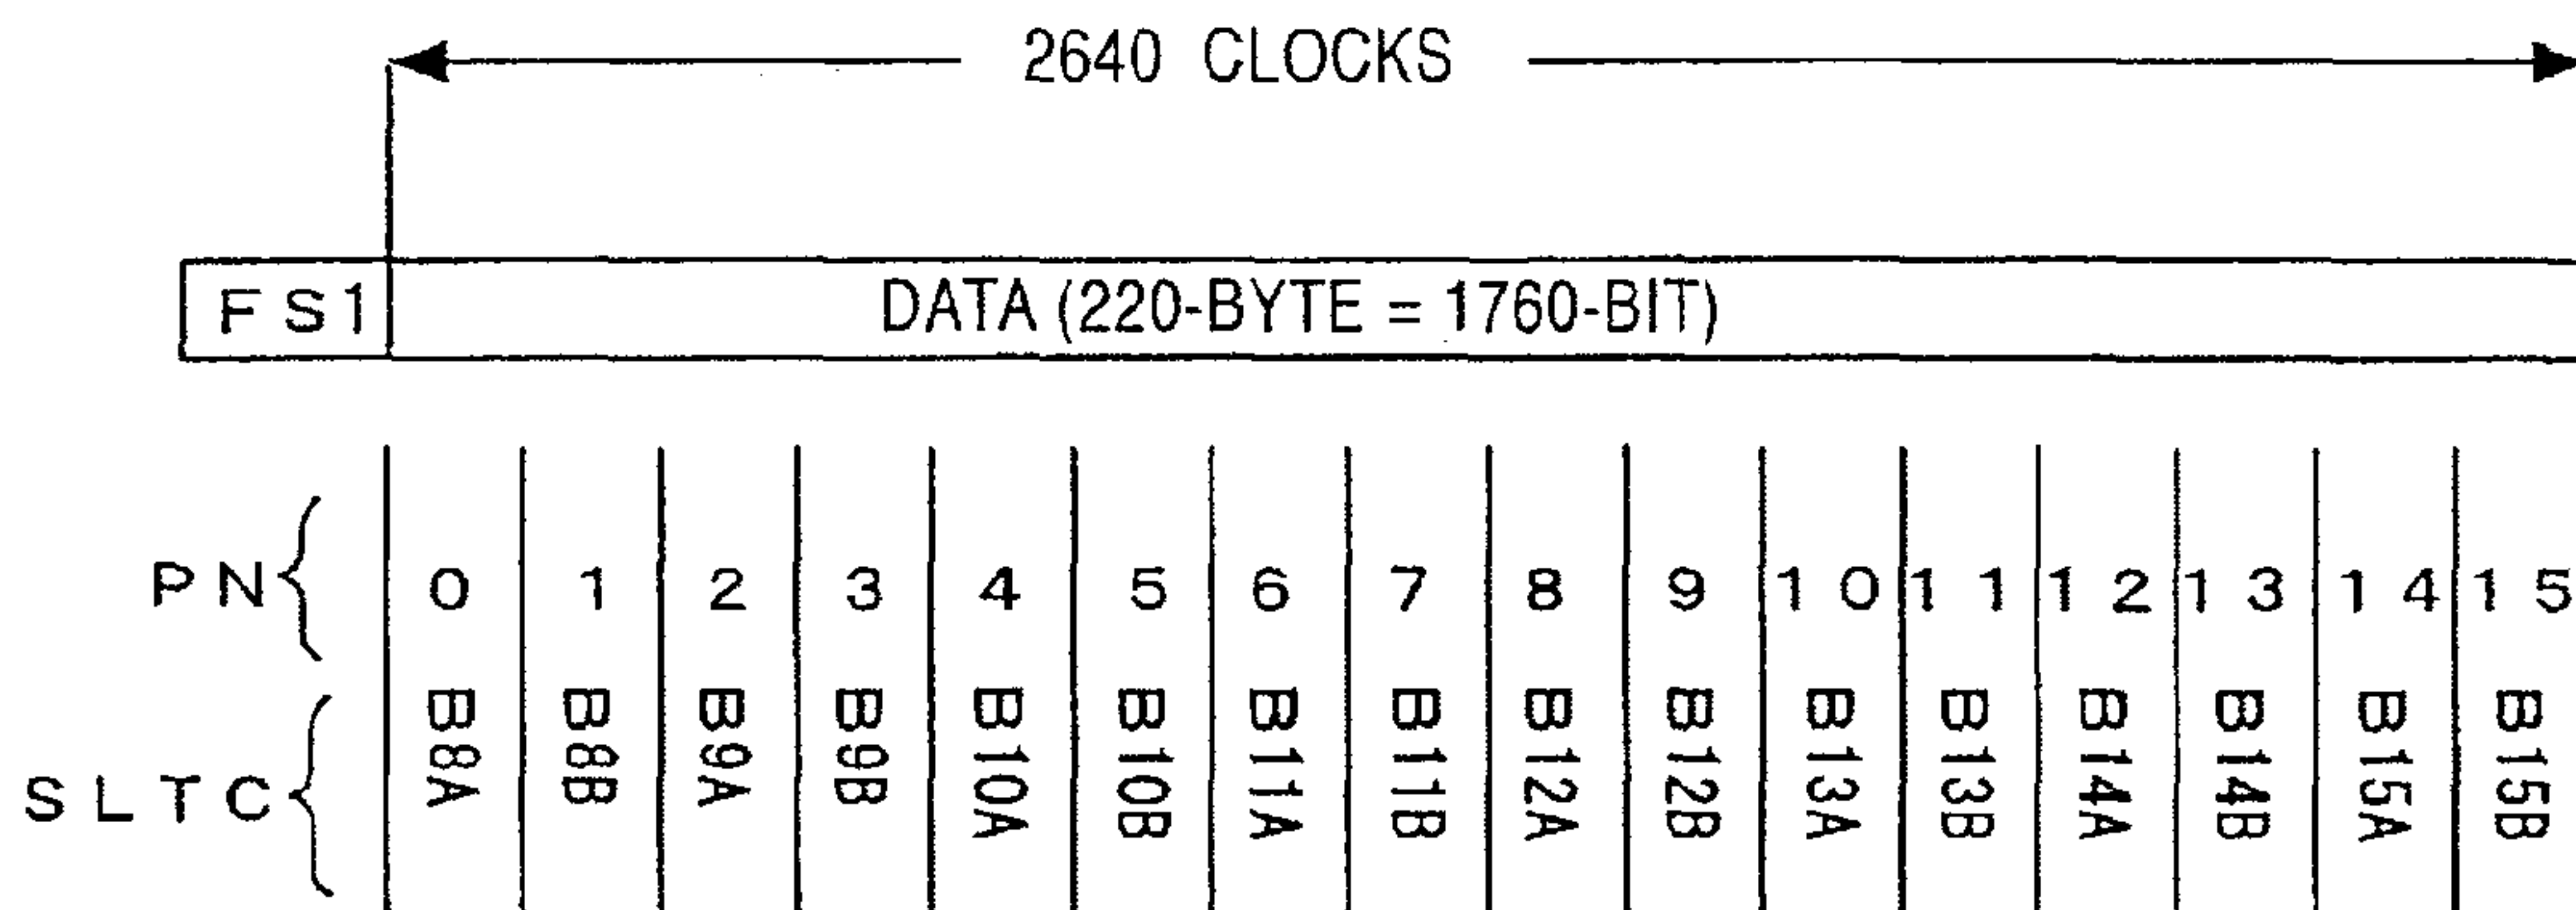 2640 CLOCKS
FS1 DATA (220-BYTE = 1760-BIT)
PN 0 1 2 3 4 5 6 7 8 9 10 11 12 13 14 15
SLTC B8A B8B B9A B9B B10A B10B B11A B11B B12A B12B B13A B13B B14A B14B B15A B15B